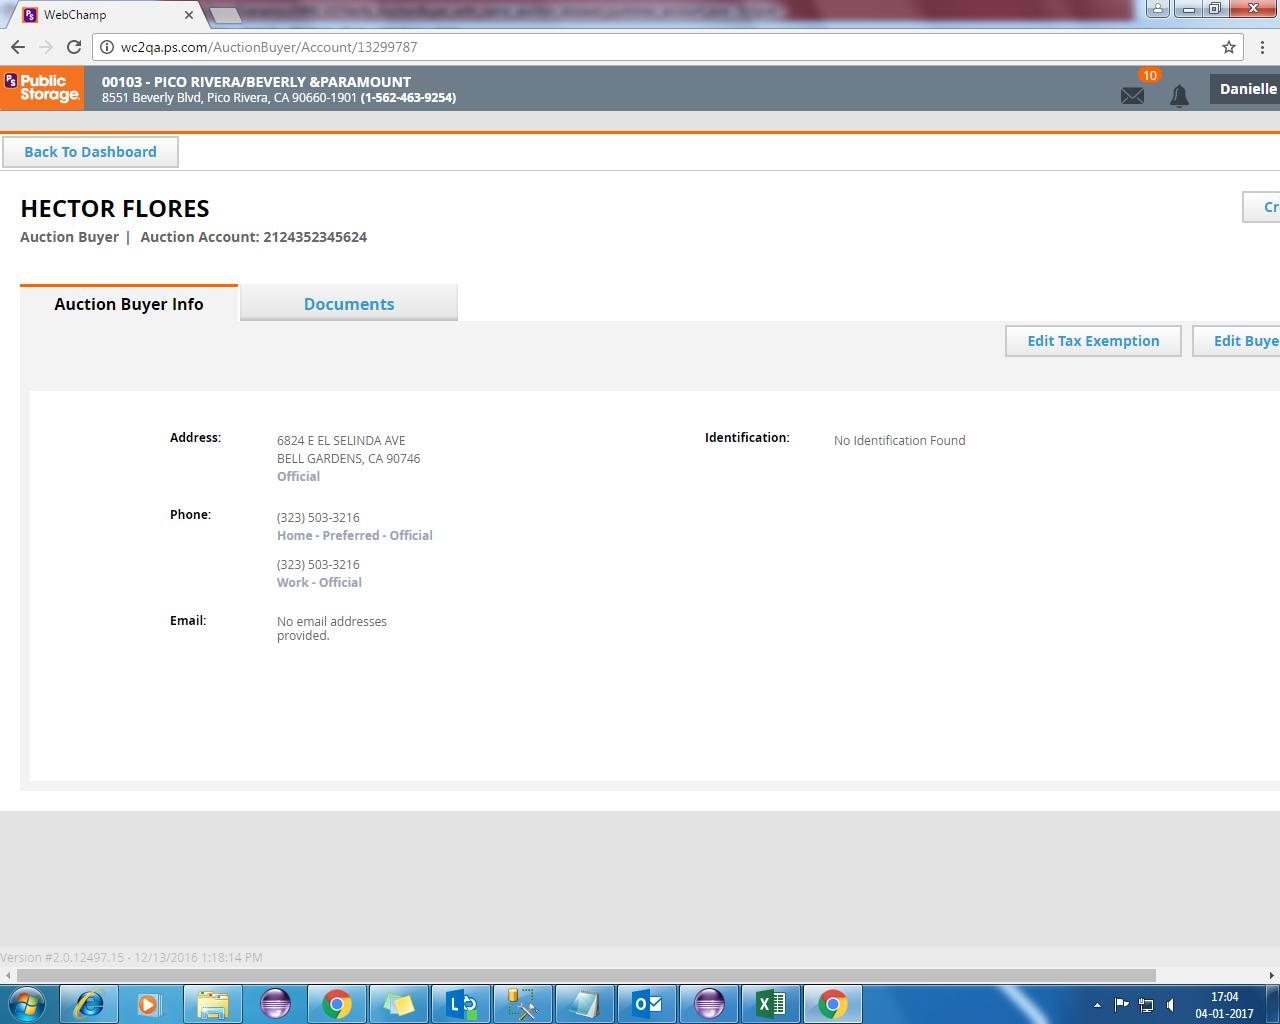 WebChamp
wc2qa.ps.com/AuctionBuyer/Account/13299787
PS Public Storage.
00103 - PICO RIVERA/BEVERLY &PARAMOUNT
8551 Beverly Blvd, Pico Rivera, CA 90660-1901 (1-562-463-9254)
10
Danielle
Back To Dashboard
HECTOR FLORES
Cr
Auction Buyer | Auction Account: 2124352345624
Auction Buyer Info
Documents
Edit Tax Exemption
Edit Buye
Address:
6824 E EL SELINDA AVE
BELL GARDENS, CA 90746
Official
Identification:
No Identification Found
Phone:
(323) 503-3216
Home - Preferred - Official
(323) 503-3216
Work - Official
Email:
No email addresses
provided.
Version #2.0.12497.15 - 12/13/2016 1:18:14 PM
17:04
04-01-2017